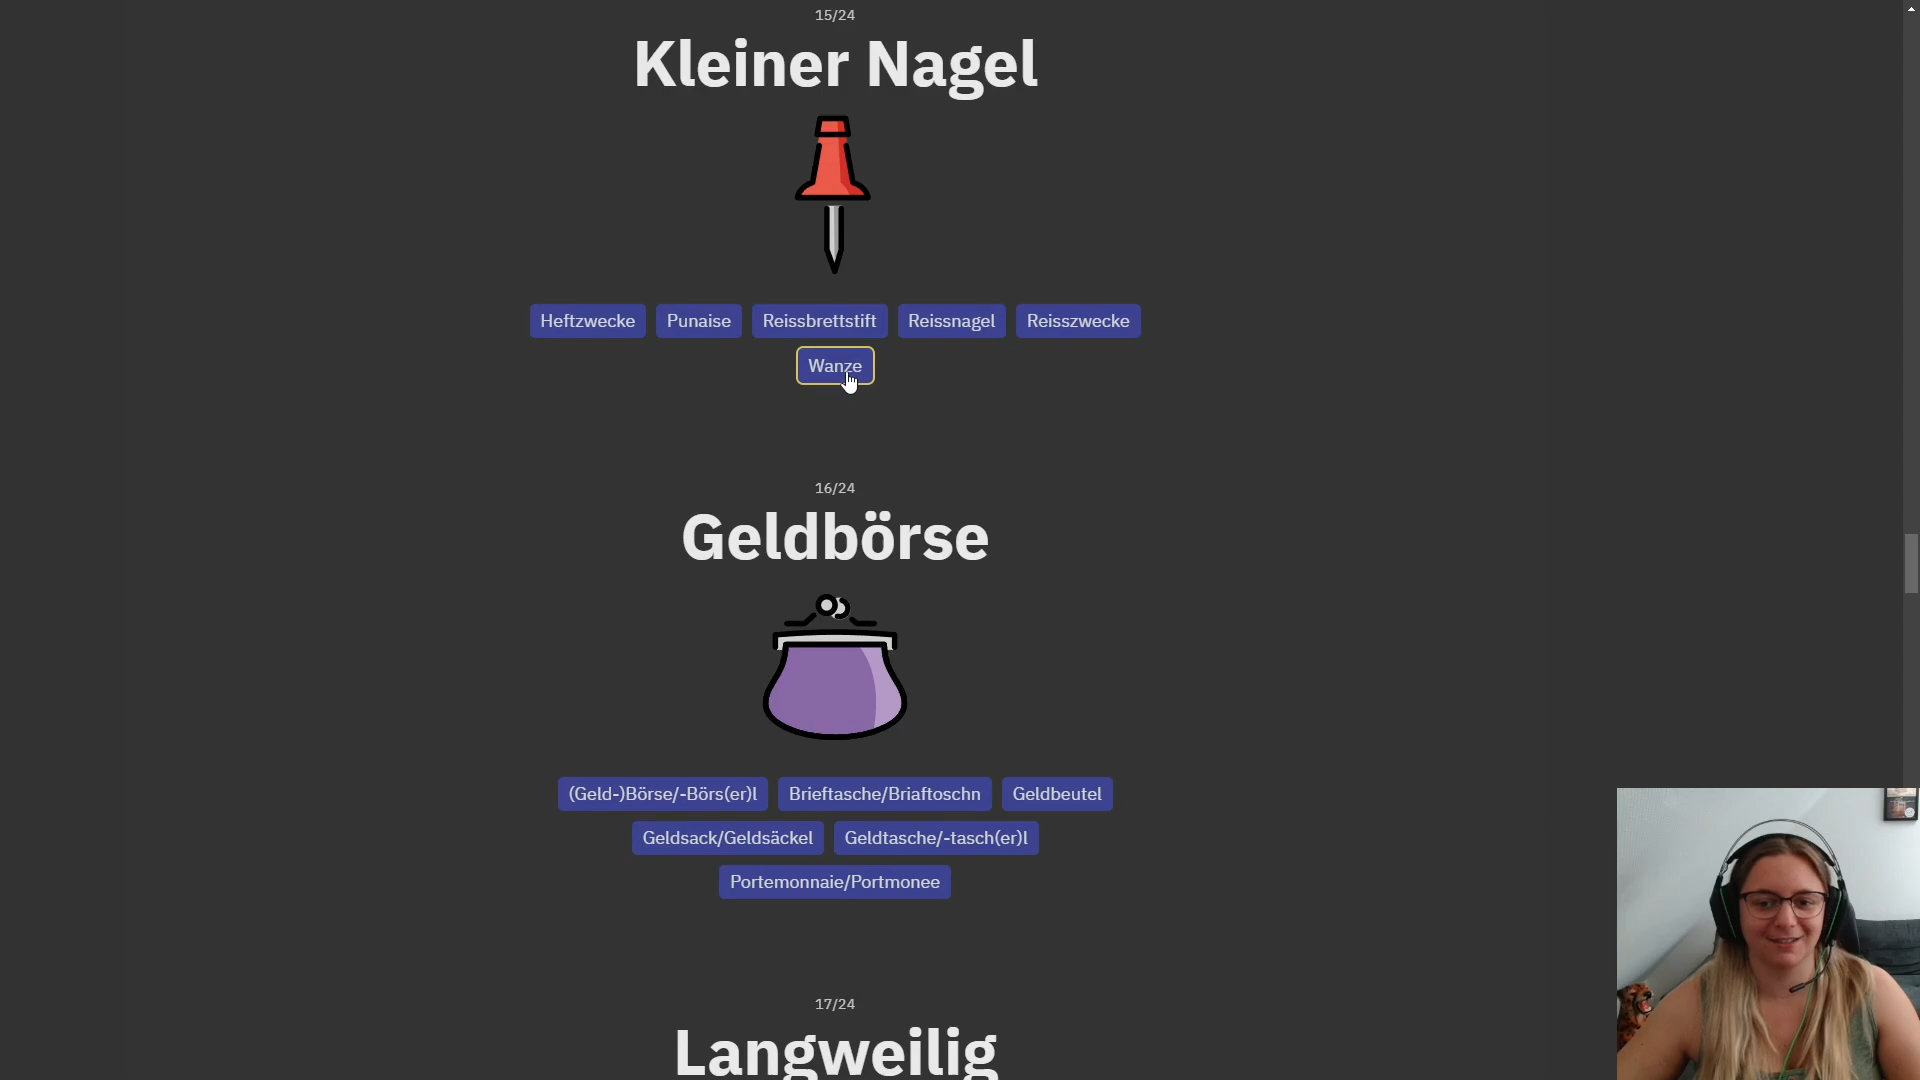 15/24
Kleiner Nagel
Heftzwecke Punaise Reissbrettstift Reissnagel Reisszwecke
Wanze
16/24
Geldbörse
(Geld-)Börse/-Börs(er)l Brieftasche/Briaftoschn Geldbeutel
Geldsack/Geldsäckel Geldtasche/-tasch(er)l
Portemonnaie/Portmonee
17/24
Langweilig